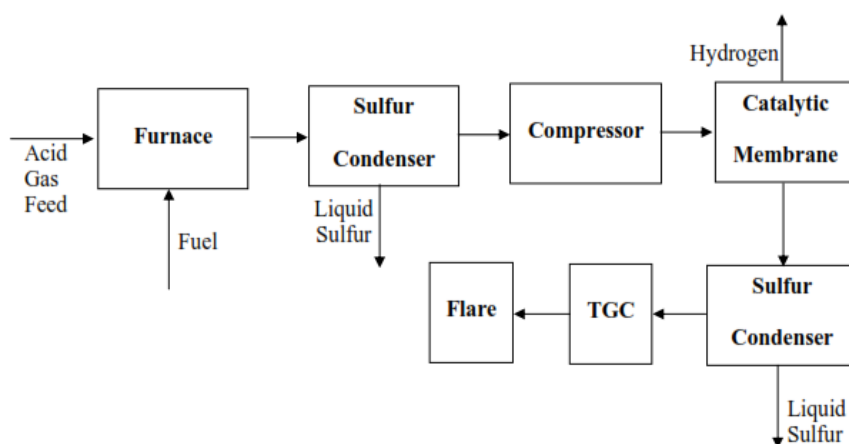 Hydrogen
Furnace
Acid
Gas
Feed
Fuel
Sulfur
Condenser
Liquid
Sulfur
Compressor
Catalytic
Membrane
Sulfur
Condenser
TGC
Flare
Liquid
Sulfur